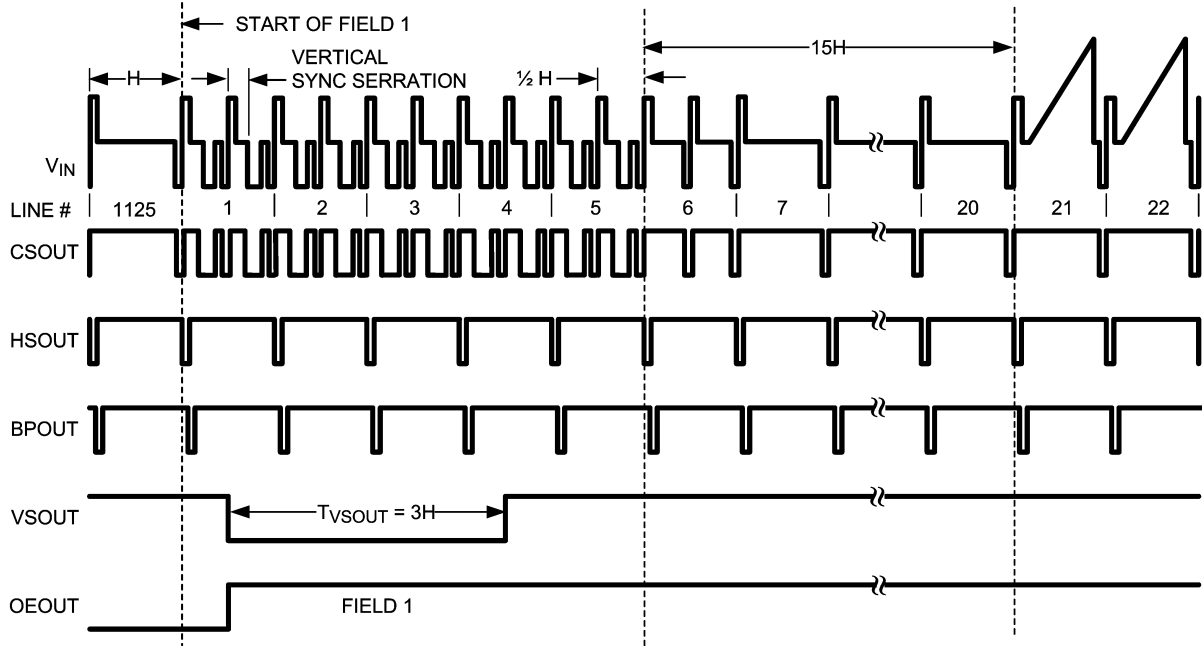 START OF FIELD 1
VERTICAL
SYNC SERRATION
H
½ H
15H
VIN
LINE # 1125 1 2 3 4 5 6 7 20 21 22
CSOUT
HSOUT
BPOUT
VSOUT
TVSOUT = 3H
OEOUT
FIELD 1